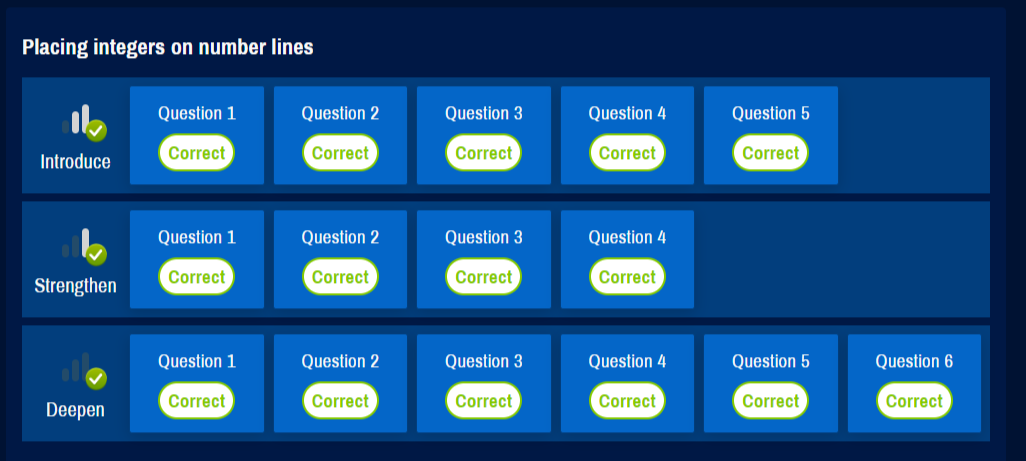 Placing integers on number lines
Introduce
Question 1
Correct
Question 2
Correct
Question 3
Correct
Question 4
Correct
Question 5
Correct
Strengthen
Question 1
Correct
Question 2
Correct
Question 3
Correct
Question 4
Correct
Deepen
Question 1
Correct
Question 2
Correct
Question 3
Correct
Question 4
Correct
Question 5
Correct
Question 6
Correct